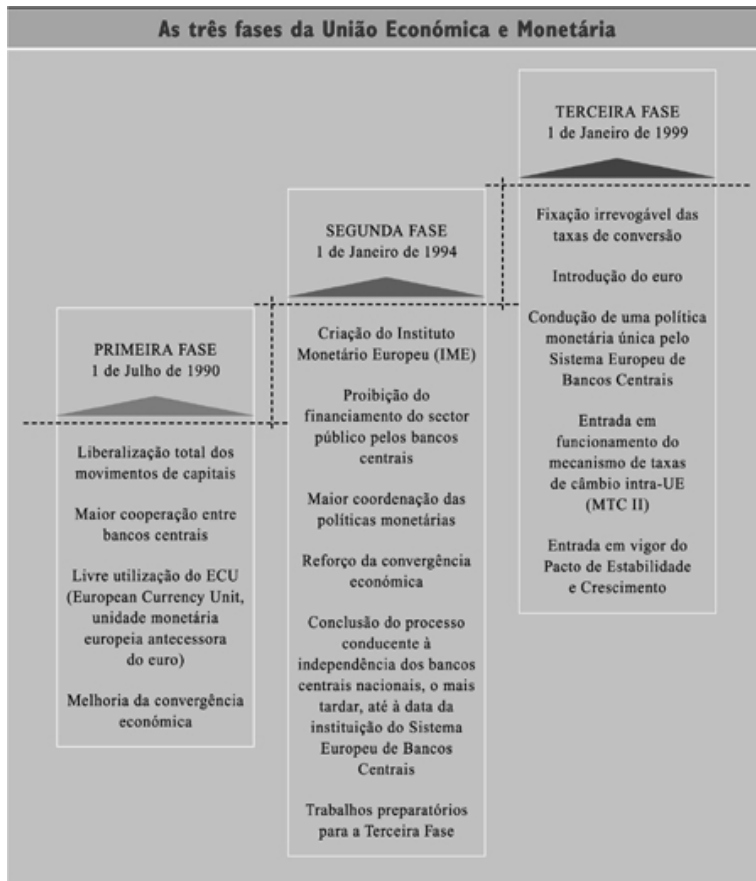 As três fases da União Económica e Monetária
PRIMEIRA FASE
1 de Julho de 1990
Liberalização total dos
movimentos de capitais
Maior cooperação entre
bancos centrais
Livre utilização do ECU
(European Currency Unit,
unidade monetária
europeia antecessora
do euro)
Melhoria da convergência
económica
SEGUNDA FASE
1 de Janeiro de 1994
Criação do Instituto
Monetário Europeu (IME)
Proibição do
financiamento do sector
público pelos bancos
centrais
Maior coordenação das
políticas monetárias
Reforço da convergência
económica
Conclusão do processo
conducente à
independência dos bancos
centrais nacionais, o mais
tardar, até à data da
instituição do Sistema
Europeu de Bancos
Centrais
Trabalhos preparatórios
para a Terceira Fase
TERCEIRA FASE
1 de Janeiro de 1999
Fixação irrevogável das
taxas de conversão
Introdução do euro
Condução de uma política
monetária única pelo
Sistema Europeu de
Bancos Centrais
Entrada em
funcionamento do
mecanismo de taxas
de câmbio intra-UE
(MTC II)
Entrada em vigor do
Pacto de Estabilidade
e Crescimento